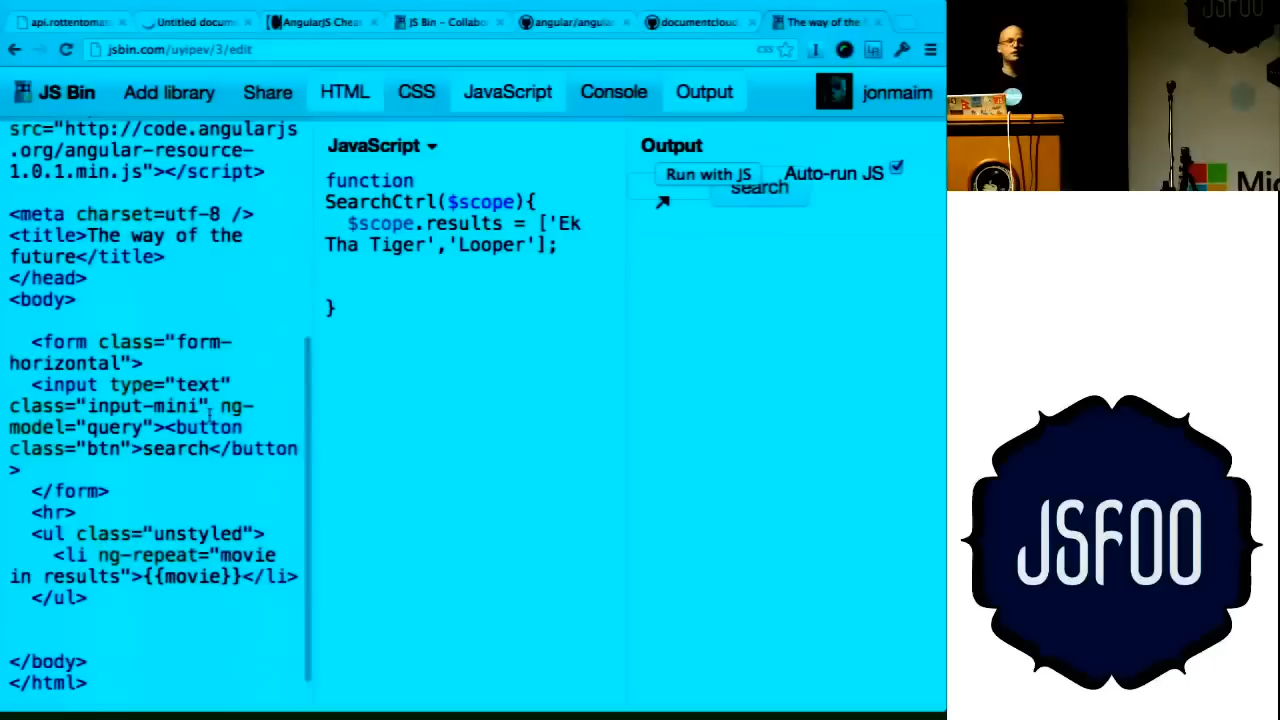 api.rottentoma
Untitled docume
AngularJS Chea
JS Bin - Collabo
angular/angula
documentcloud
The way of the
jsbin.com/uyipev/3/edit
css
JS Bin
Add library
Share
HTML
CSS
JavaScript
Console
Output
jonmaim
src="http://code.angularjs
.org/angular-resource-
1.0.1.min.js"></script>
<meta charset=utf-8 />
<title>The way of the
future</title>
</head>
<body>
<form class="form-
horizontal">
<input type="text"
class="input-mini" ng-
model="query"><button
class="btn">search</button
>
</form>
<hr>
<ul class="unstyled">
<li ng-repeat="movie
in results">{{movie}}</li>
</ul>
</body>
</html>
JavaScript
function
SearchCtrl($scope){
$scope.results = ['Ek
Tha Tiger','Looper'];
}
Output
Run with JS
Auto-run JS
search
JSFOO
Mic
JSFOO